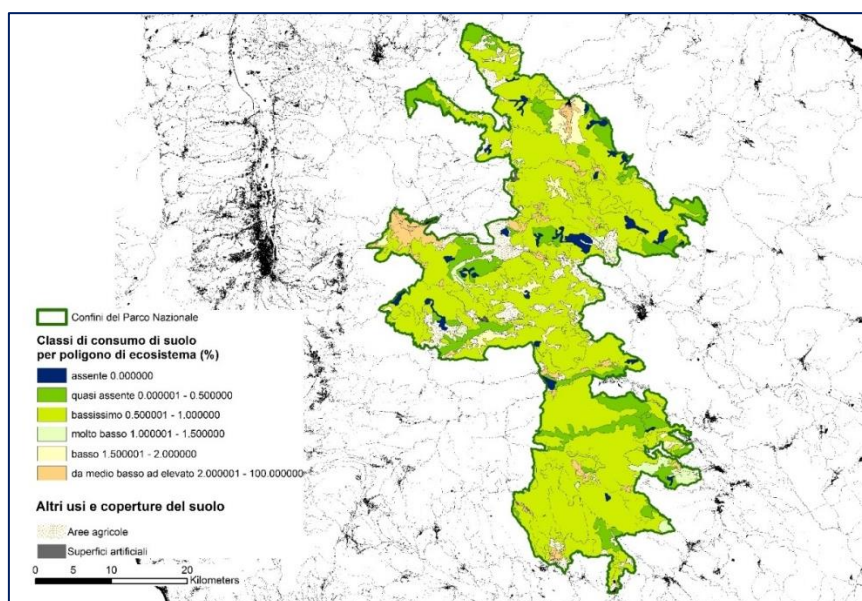 Confini del Parco Nazionale
Classi di consumo di suolo
per poligono di ecosistema (%)
assente 0.000000
quasi assente 0.000001 - 0.500000
bassissimo 0.500001 - 1.000000
molto basso 1.000001 - 1.500000
basso 1.500001 - 2.000000
da medio basso ad elevato 2.000001 - 100.000000
Altri usi e coperture del suolo
Aree agricole
Superfici artificiali
0 5 10 20
Kilometers